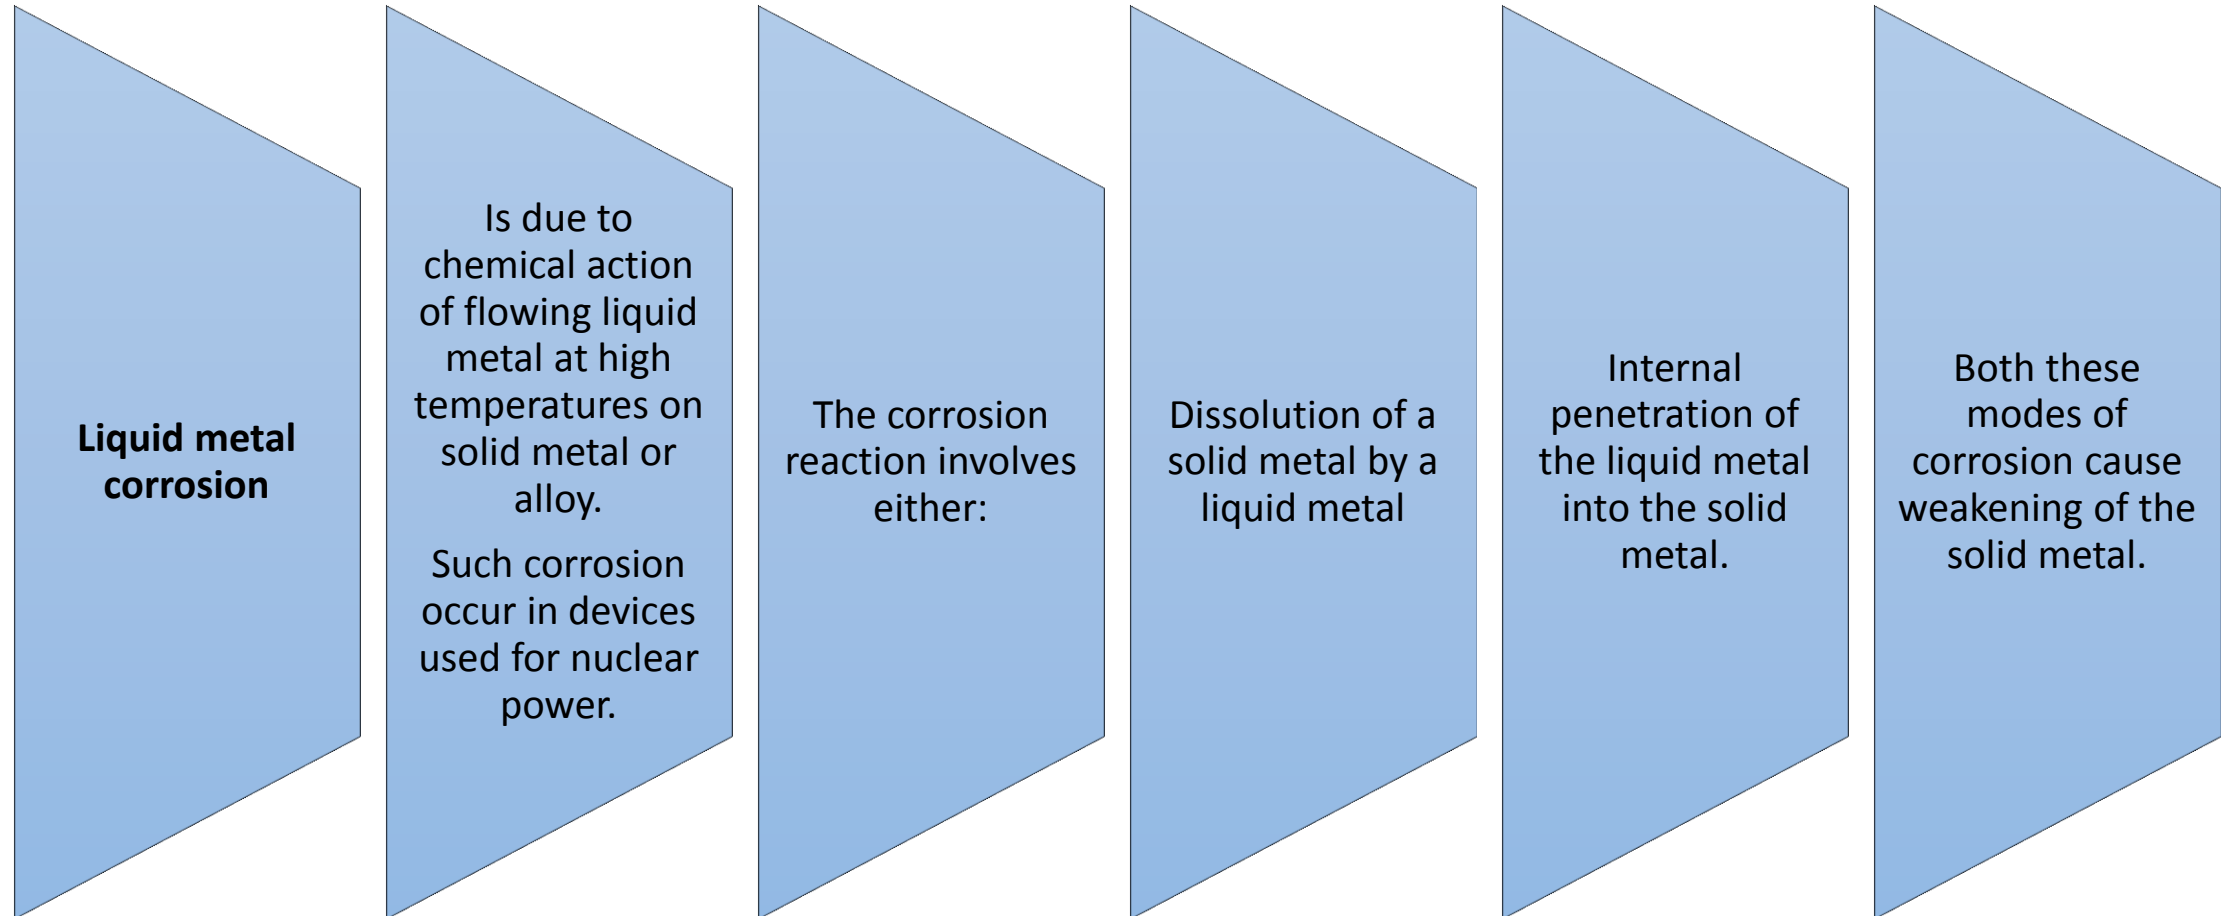 Liquid metal
corrosion
Is due to
chemical action
of flowing liquid
metal at high
temperatures on
solid metal or
alloy.
Such corrosion
occur in devices
used for nuclear
power.
The corrosion
reaction involves
either:
Dissolution of a
solid metal by a
liquid metal
Internal
penetration of
the liquid metal
into the solid
metal.
Both these
modes of
corrosion cause
weakening of the
solid metal.